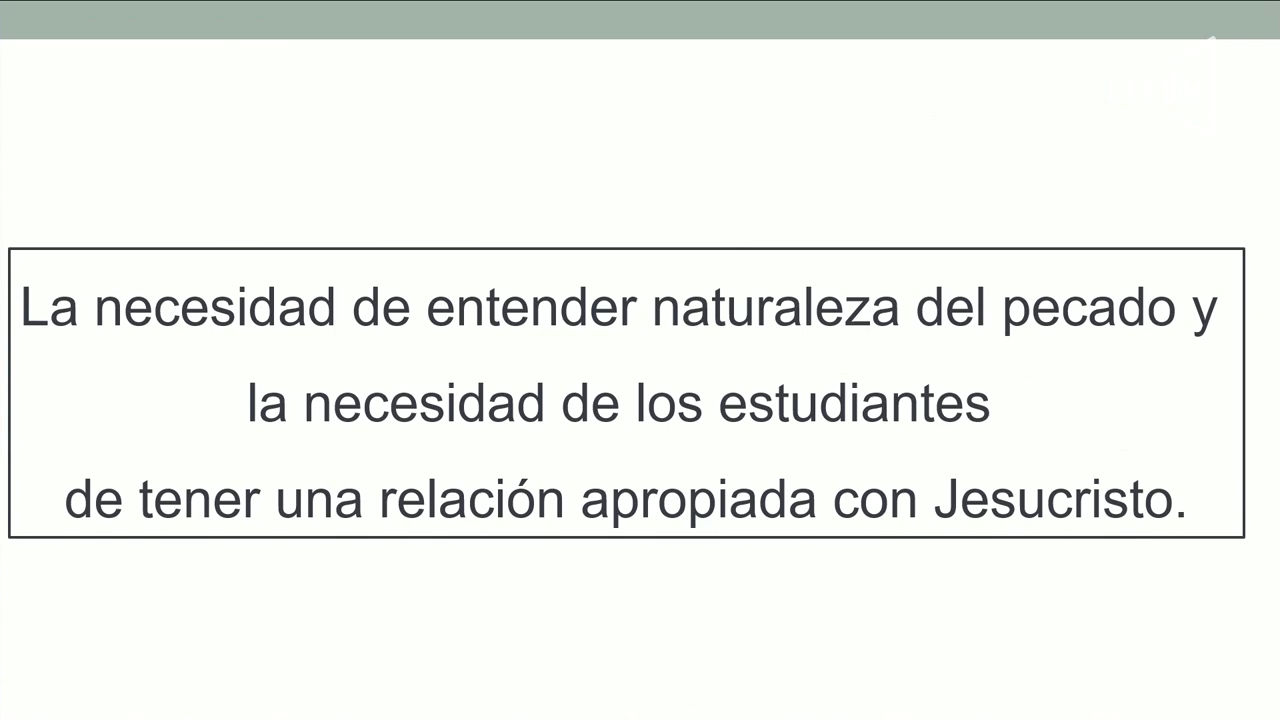 La necesidad de entender naturaleza del pecado y
la necesidad de los estudiantes
de tener una relación apropiada con Jesucristo.